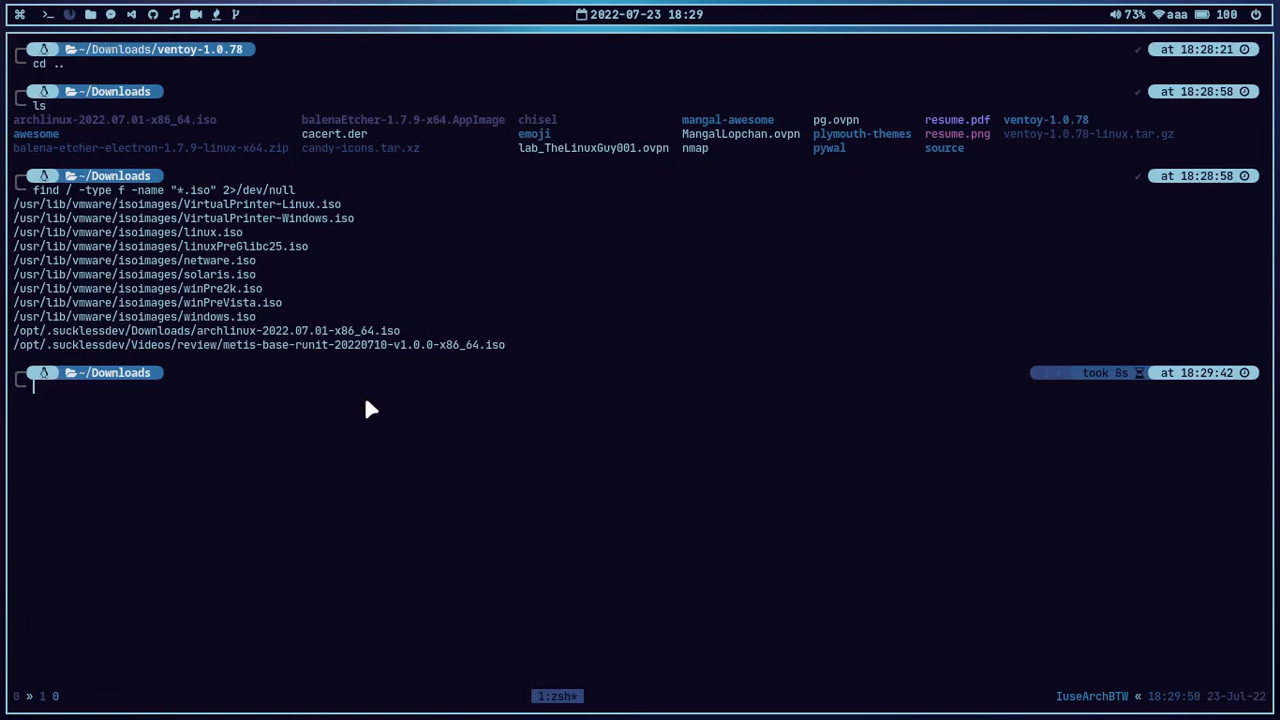 2022-07-23 18:29
73% aaa 100
~/Downloads/ventoy-1.0.78 at 18:28:21
cd ..
~/Downloads at 18:28:58
ls
archlinux-2022.07.01-x86_64.iso balenaEtcher-1.7.9-x64.AppImage chisel mangal-awesome pg.ovpn resume.pdf ventoy-1.0.78
awesome cacert.der emoji MangalLopchan.ovpn plymouth-themes resume.png ventoy-1.0.78-linux.tar.gz
balena-etcher-electron-1.7.9-linux-x64.zip candy-icons.tar.xz lab_TheLinuxGuy001.ovpn nmap pywal source
~/Downloads at 18:28:58
find / -type f -name "*.iso" 2>/dev/null
/usr/lib/vmware/isoimages/VirtualPrinter-Linux.iso
/usr/lib/vmware/isoimages/VirtualPrinter-Windows.iso
/usr/lib/vmware/isoimages/linux.iso
/usr/lib/vmware/isoimages/linuxPreGlibc25.iso
/usr/lib/vmware/isoimages/netware.iso
/usr/lib/vmware/isoimages/solaris.iso
/usr/lib/vmware/isoimages/winPre2k.iso
/usr/lib/vmware/isoimages/winPreVista.iso
/usr/lib/vmware/isoimages/windows.iso
/opt/.sucklessdev/Downloads/archlinux-2022.07.01-x86_64.iso
/opt/.sucklessdev/Videos/review/metis-base-runit-20220710-v1.0.0-x86_64.iso
~/Downloads took 8s at 18:29:42
0 » 1 0 1:zsh* IuseArchBTW « 18:29:50 23-Jul-22